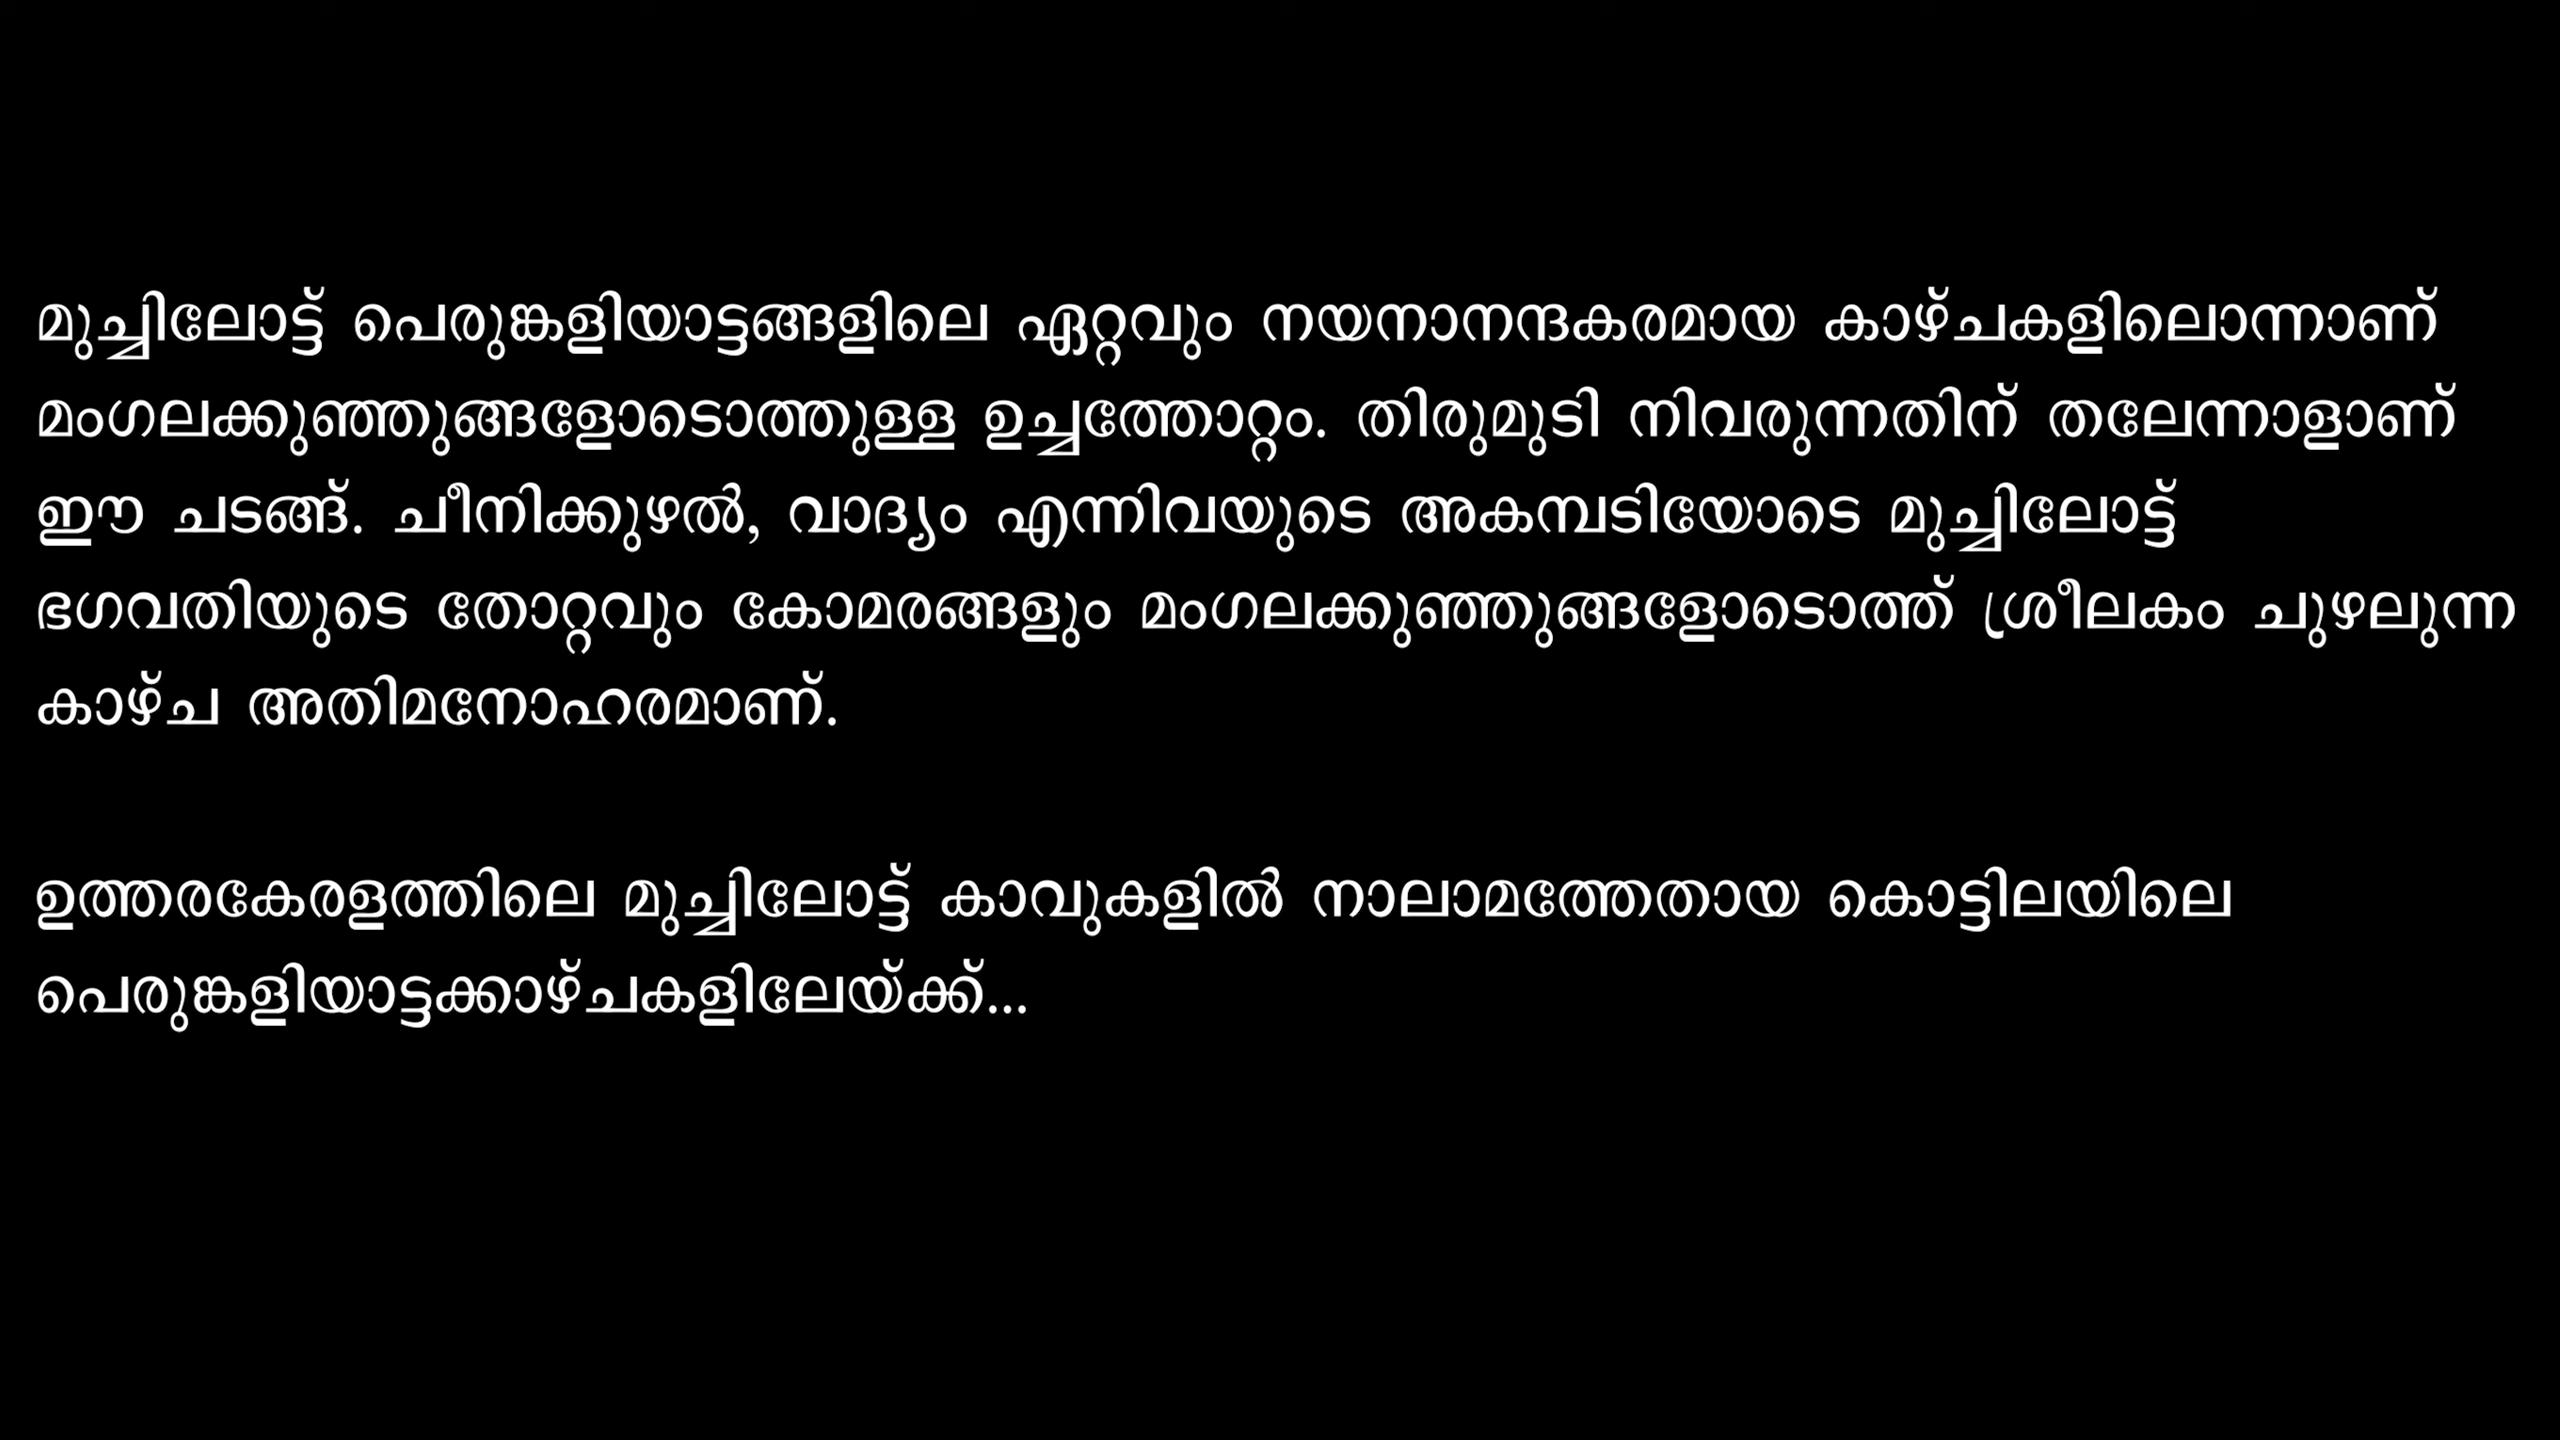 മുച്ചിലോട്ട് പെരുങ്കളിയാട്ടങ്ങളിലെ ഏറ്റവും നയനാനന്ദകരമായ കാഴ്ചകളിലൊന്നാണ്
മംഗലക്കുഞ്ഞുങ്ങളോടൊത്തുള്ള ഉച്ചത്തോറ്റം. തിരുമുടി നിവരുന്നതിന് തലേന്നാളാണ്
ഈ ചടങ്ങ്. ചീനിക്കുഴൽ, വാദ്യം എന്നിവയുടെ അകമ്പടിയോടെ മുച്ചിലോട്ട്
ഭഗവതിയുടെ തോറ്റവും കോമരങ്ങളും മംഗലക്കുഞ്ഞുങ്ങളോടൊത്ത് ശ്രീലകം ചുഴലുന്ന
കാഴ്ച അതിമനോഹരമാണ്.
ഉത്തരകേരളത്തിലെ മുച്ചിലോട്ട് കാവുകളിൽ നാലാമത്തേതായ കൊട്ടിലയിലെ
പെരുങ്കളിയാട്ടക്കാഴ്ചകളിലേയ്ക്ക്...